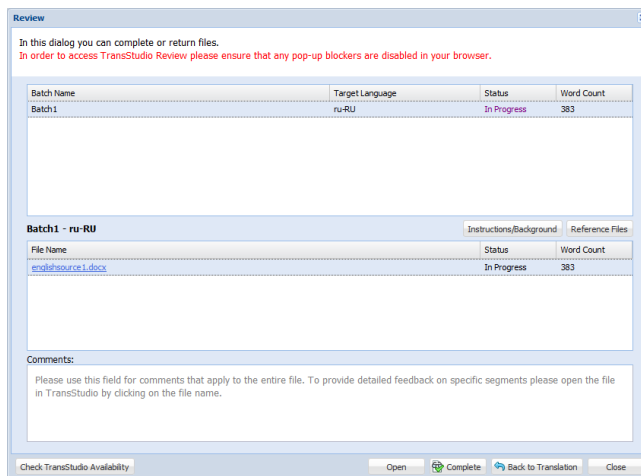 Review
In this dialog you can complete or return files.
In order to access TransStudio Review please ensure that any pop-up blockers are disabled in your browser.
Batch Name Target Language Status Word Count
Batch1 ru-RU In Progress 383
Batch1 - ru-RU Instructions/Background Reference Files
File Name Status Word Count
englishsource1.docx In Progress 383
Comments:
Please use this field for comments that apply to the entire file. To provide detailed feedback on specific segments please open the file
in TransStudio by clicking on the file name.
Check TransStudio Availability Open Complete Back to Translation Close